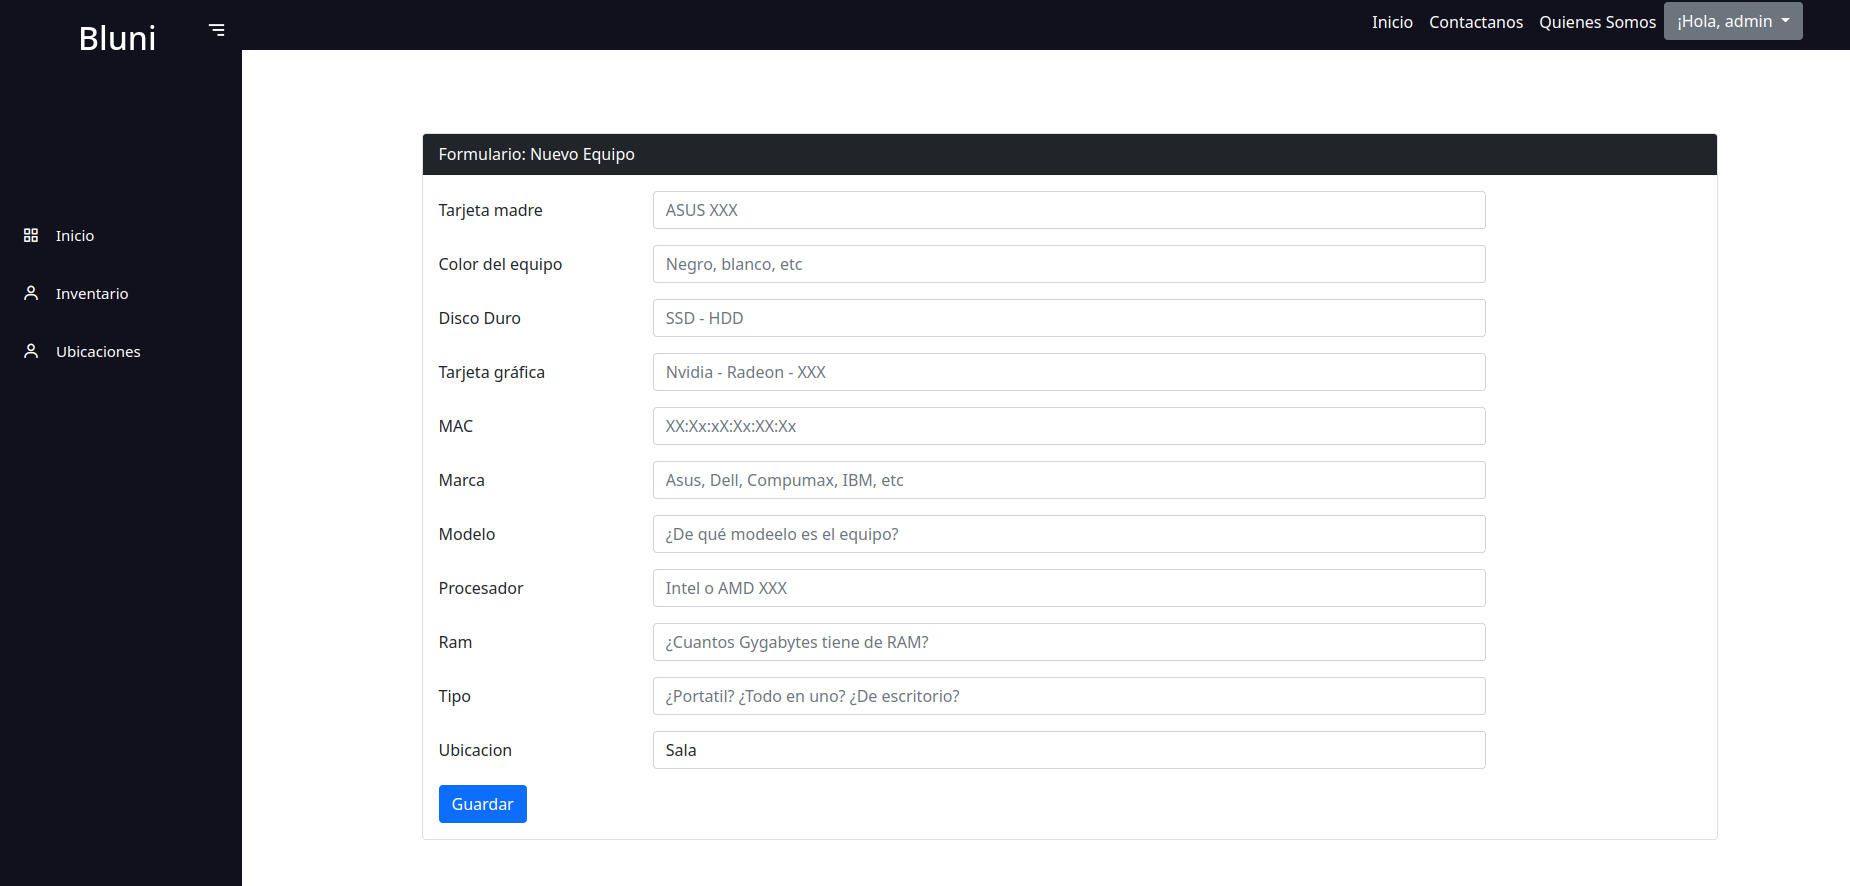 Bluni
Inicio Contactanos Quienes Somos ¡Hola, admin
Inicio
Inventario
Ubicaciones
Formulario: Nuevo Equipo
Tarjeta madre ASUS XXX
Color del equipo Negro, blanco, etc
Disco Duro SSD - HDD
Tarjeta gráfica Nvidia - Radeon - XXX
MAC XX:Xx:xX:Xx:XX:Xx
Marca Asus, Dell, Compumax, IBM, etc
Modelo ¿De qué modeelo es el equipo?
Procesador Intel o AMD XXX
Ram ¿Cuantos Gygabytes tiene de RAM?
Tipo ¿Portatil? ¿Todo en uno? ¿De escritorio?
Ubicacion Sala
Guardar